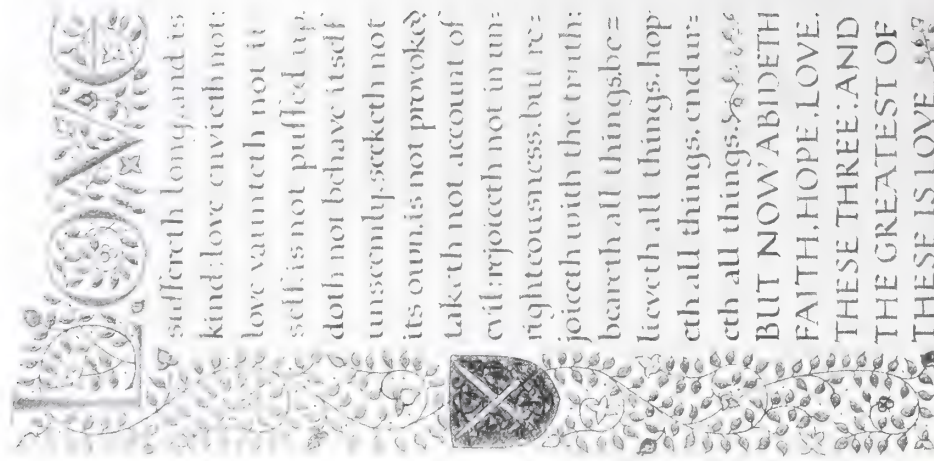 LOVE
suffereth long, and is
kind: love envieth not:
love vaunteth not it=
self is not puffed up,
doth not behave itself
unseemly, seeketh not
its own, is not provoked
taketh not account of
evil: rejoiceth not in un=
righteousness, but re=
joiceth with the truth:
beareth all things, be=
lieveth all things, hop
eth all things, endur=
eth all things.
BUT NOW ABIDETH
FAITH, HOPE, LOVE.
THESE THREE: AND
THE GREATEST OF
THESE IS LOVE